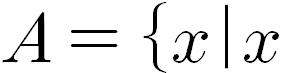 A = {x | x